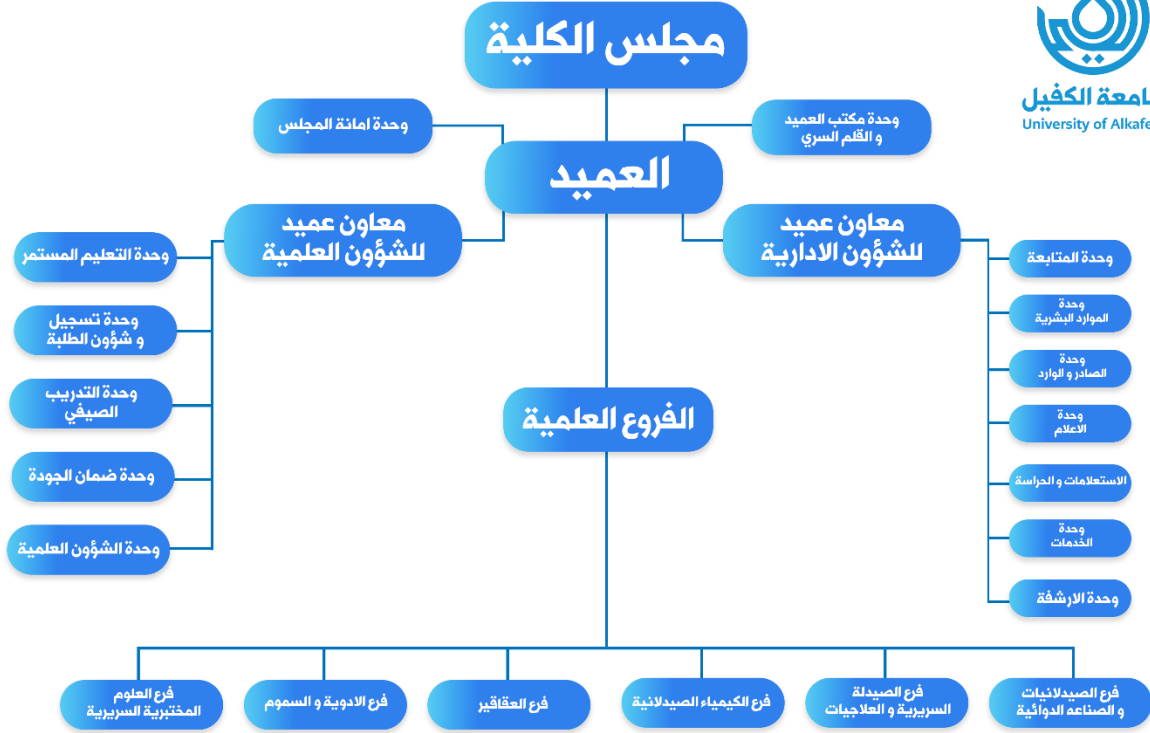 مجلس الكلية
جامعة الكفيل
University of Alkafe
وحدة مكتب العميد
و القلم السري
وحدة امانة المجلس
العميد
معاون عميد
للشؤون الادارية
معاون عميد
للشؤون العلمية
وحدة المتابعة
وحدة
الموارد البشرية
وحدة
الصادر و الوارد
وحدة
الاعلام
الاستعلامات و الحراسة
وحدة
الخدمات
وحدة الارشفة
وحدة التعليم المستمر
وحدة تسجيل
و شؤون الطلبة
وحدة التدريب
الصيفي
وحدة ضمان الجودة
وحدة الشؤون العلمية
الفروع العلمية
فرع الصيدلانيات
و الصناعه الدوائية
فرع الصيدلة
السريرية و العلاجيات
فرع الكيمياء الصيدلانية
فرع العقاقير
فرع الادوية و السموم
فرع العلوم
المختبرية السريرية